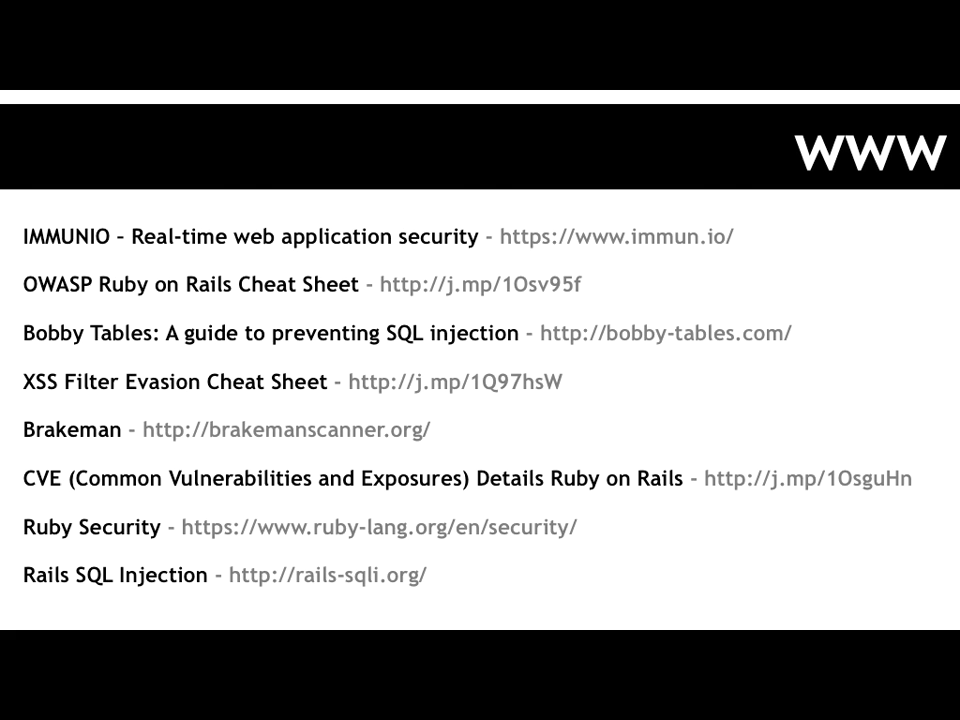 www
IMMUNIO – Real-time web application security - https://www.immun.io/
OWASP Ruby on Rails Cheat Sheet - http://j.mp/1Osv95f
Bobby Tables: A guide to preventing SQL injection - http://bobby-tables.com/
XSS Filter Evasion Cheat Sheet - http://j.mp/1Q97hsW
Brakeman - http://brakemanscanner.org/
CVE (Common Vulnerabilities and Exposures) Details Ruby on Rails - http://j.mp/1OsguHn
Ruby Security - https://www.ruby-lang.org/en/security/
Rails SQL Injection - http://rails-sqli.org/